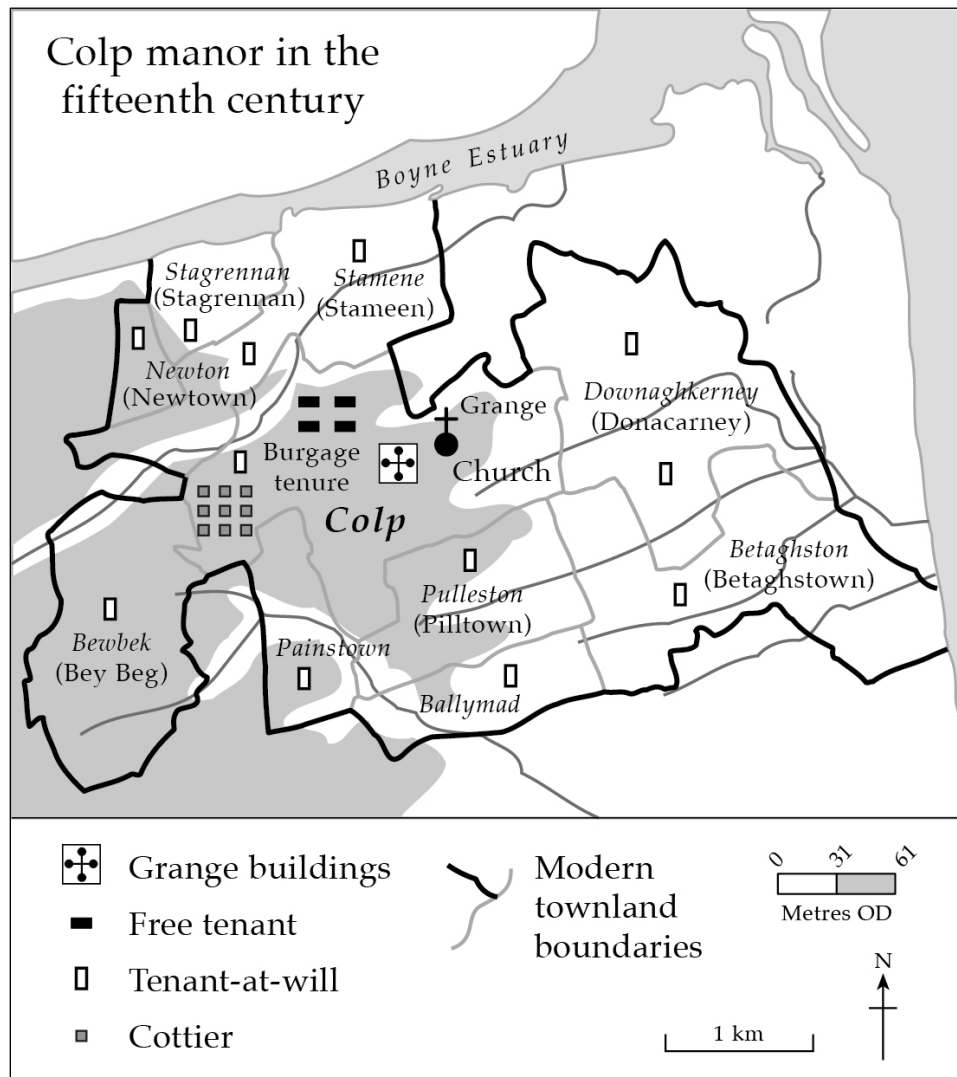 Colp manor in the
fifteenth century
Boyne Estuary
Stagrennan
(Stagrennan)
Stamene
(Stameen)
Newton
(Newtown)
Downaghkerney
(Donacarney)
Grange
Church
Burgage
tenure
Colp
Betaghston
(Betaghstown)
Pulleston
(Pilltown)
Bewbek
(Bey Beg)
Painstown
Ballymad
Grange buildings
Free tenant
Tenant-at-will
Cottier
Modern
townland
boundaries
0 31 61
Metres OD
N
1 km